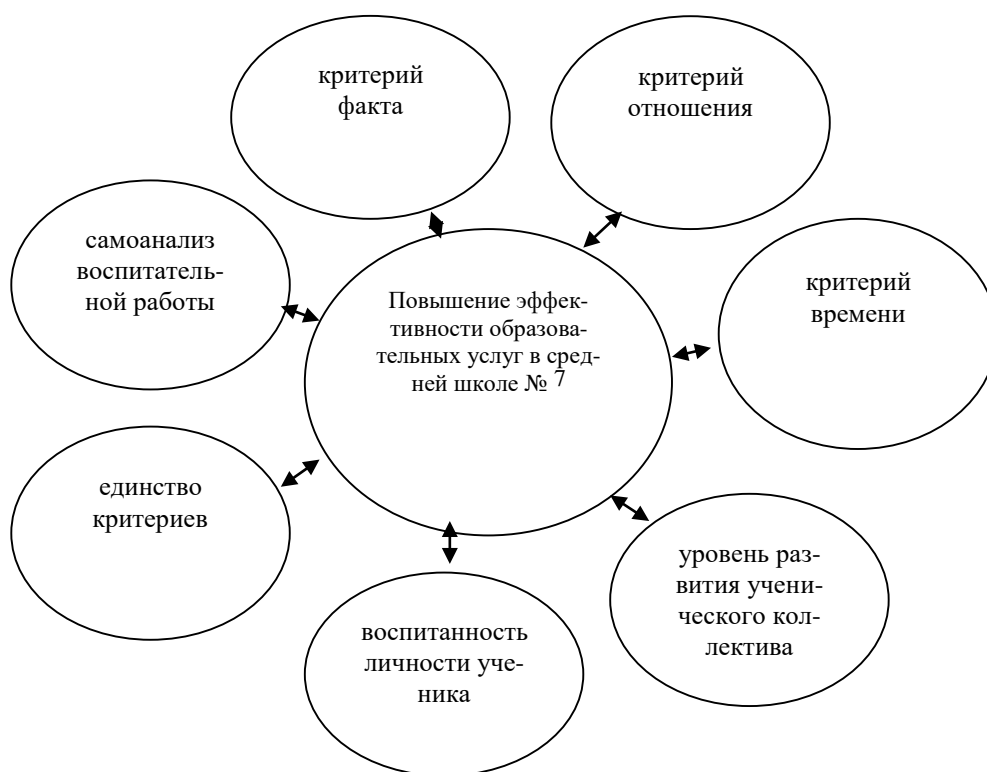 критерий
факта
критерий
отношения
самоанализ
воспитатель-
ной работы
Повышение эффек-
тивности образова-
тельных услуг в сред-
ней школе № 7
критерий
времени
единство
критериев
уровень раз-
вития учени-
ческого кол-
лектива
воспитанность
личности уче-
ника